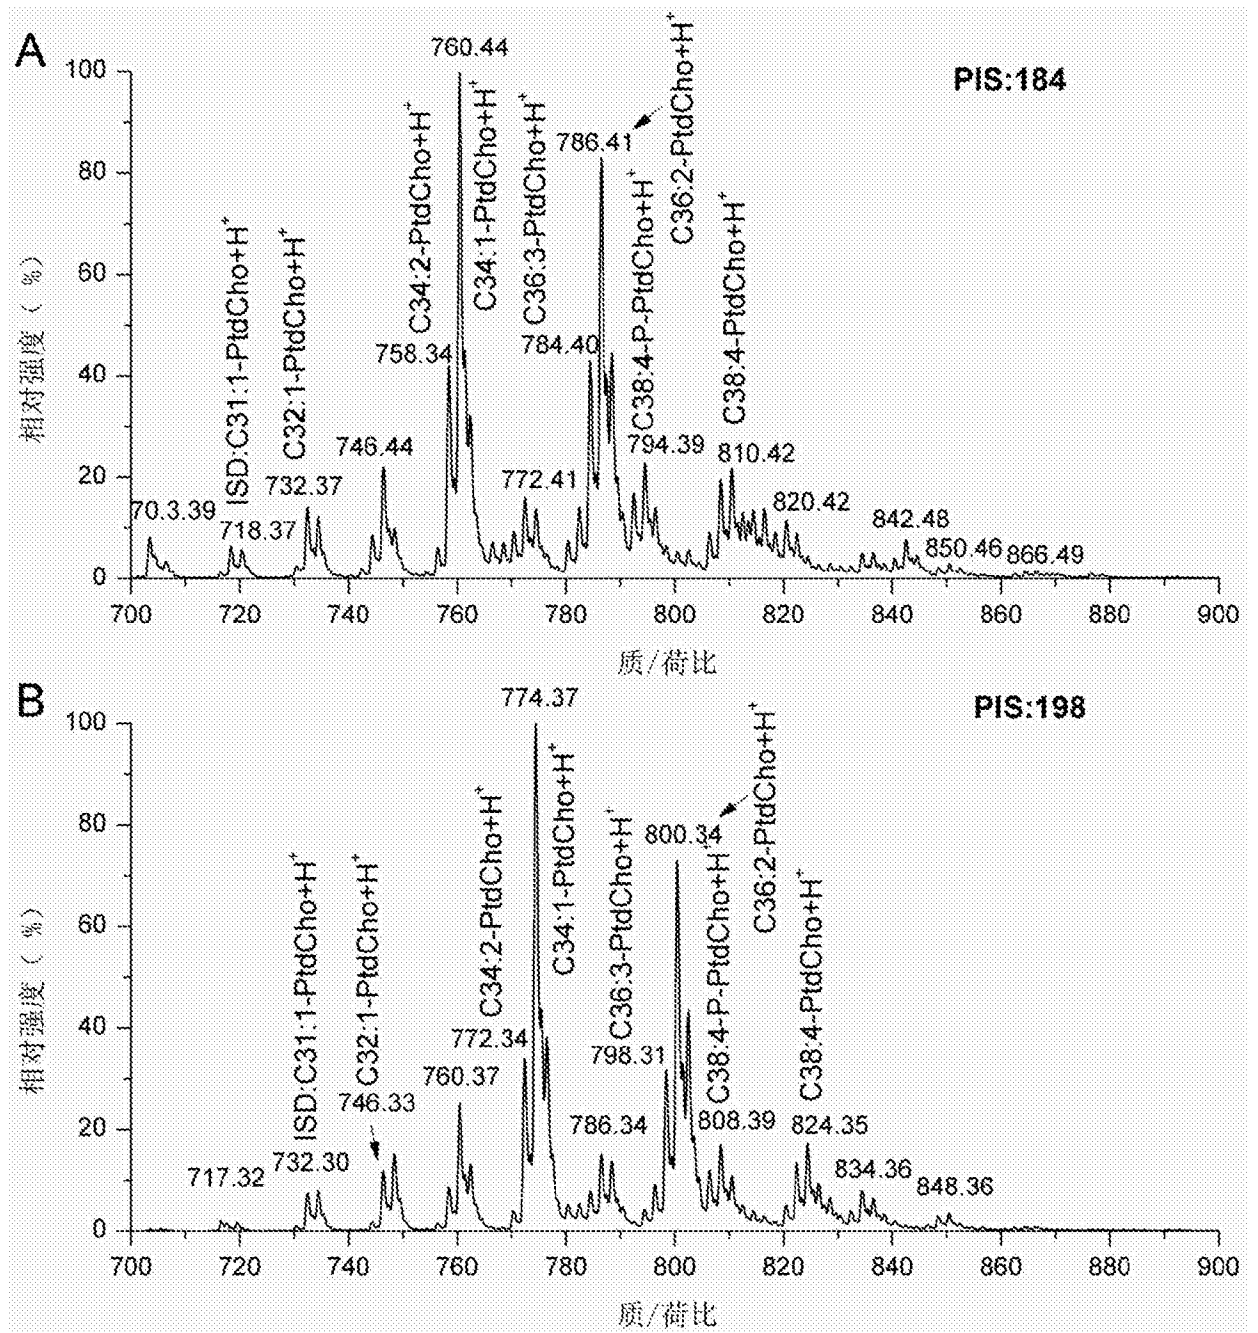 A
PIS:184
760.44
786.41
C36:2-PtdCho+H+
C34:2-PtdCho+H+
C34:1-PtdCho+H+
C36:3-PtdCho+H+
C38:4-P-PtdCho+H+
C38:4-PtdCho+H+
ISD:C31:1-PtdCho+H+
C32:1-PtdCho+H+
758.34
784.40
746.44
772.41
794.39
810.42
732.37
718.37
70.3.39
820.42
842.48
850.46
866.49
100
80
60
40
20
0
相对强度 ( %)
700 720 740 760 780 800 820 840 860 880 900
质/荷比
B
PIS:198
774.37
800.34
C36:2-PtdCho+H+
C34:2-PtdCho+H+
C34:1-PtdCho+H+
C36:3-PtdCho+H+
C38:4-P-PtdCho+H+
C38:4-PtdCho+H+
ISD:C31:1-PtdCho+H+
C32:1-PtdCho+H+
772.34
798.31
760.37
746.33
786.34
808.39
824.35
732.30
717.32
834.36
848.36
100
80
60
40
20
0
相对强度 ( %)
700 720 740 760 780 800 820 840 860 880 900
质/荷比